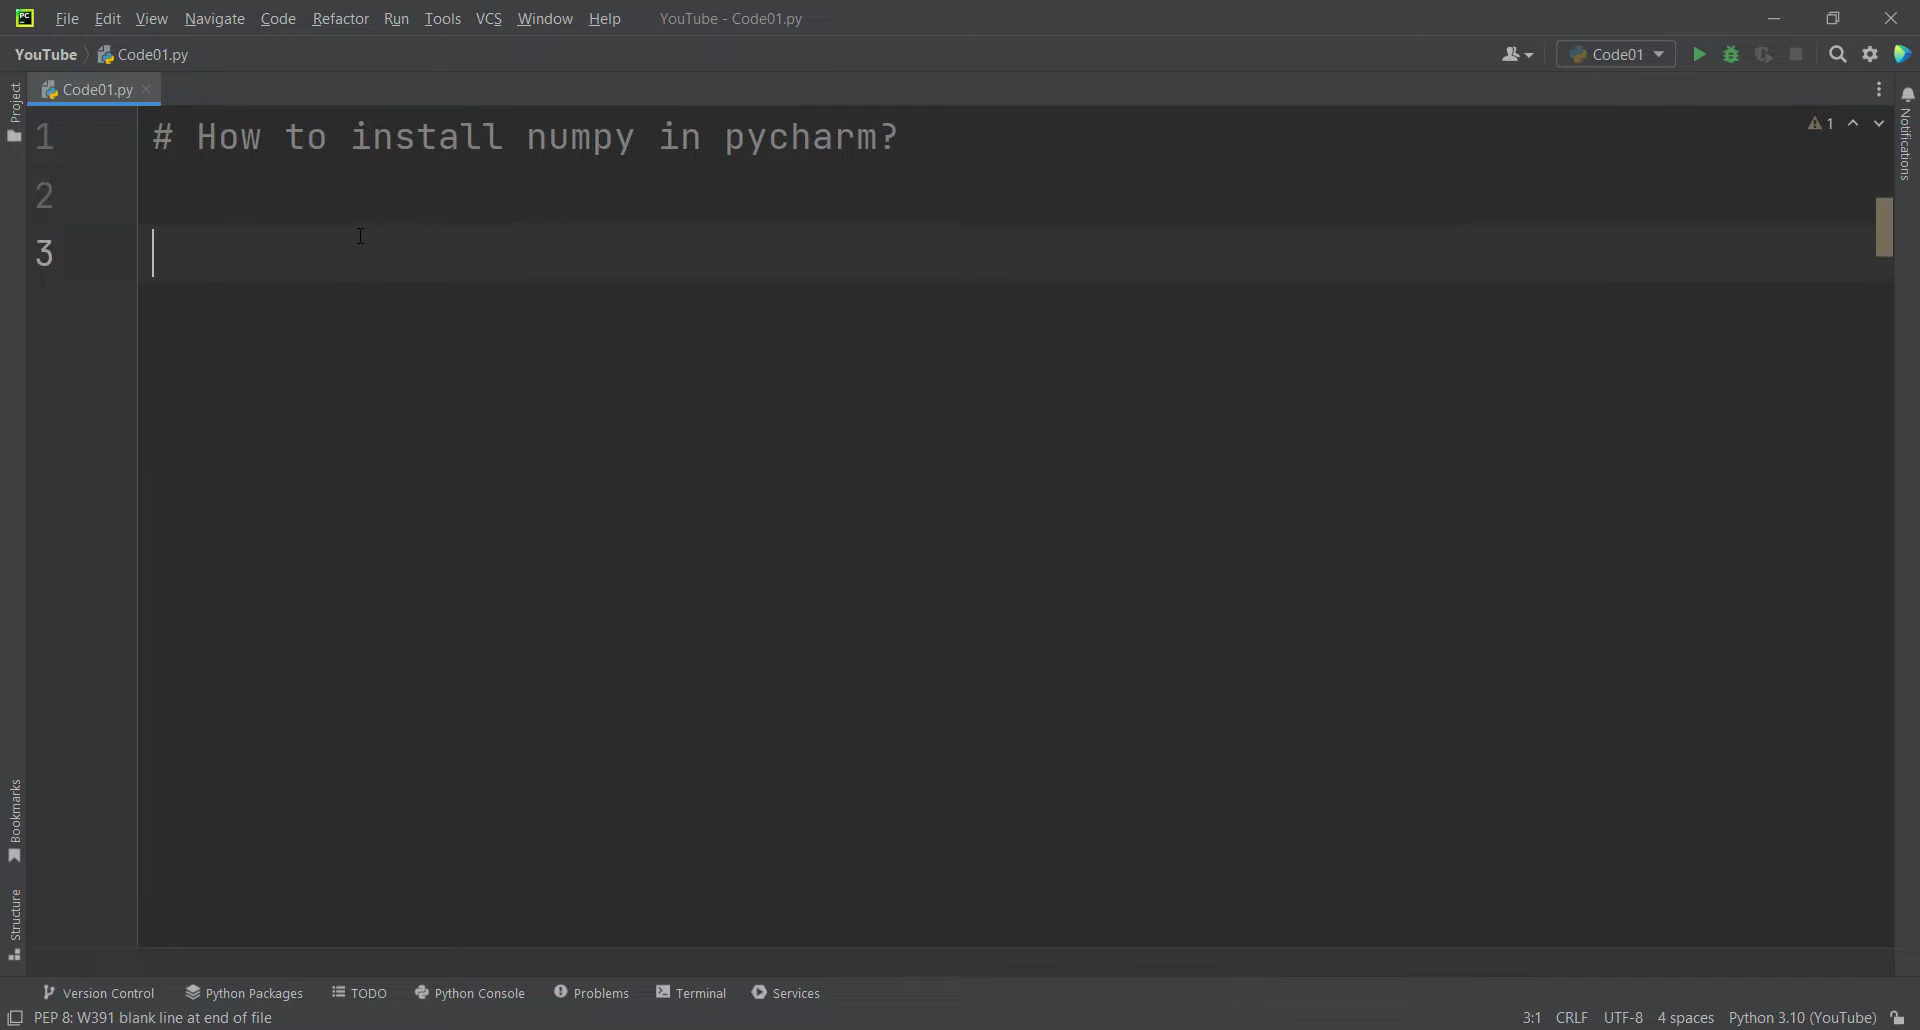 PC File Edit View Navigate Code Refactor Run Tools VCS Window Help YouTube - Code01.py
YouTube Code01.py Code01
Project
Code01.py
Notifications
1 # How to install numpy in pycharm? 1
2
3
Bookmarks
Structure
Version Control Python Packages TODO Python Console Problems Terminal Services
PEP 8: W391 blank line at end of file 3:1 CRLF UTF-8 4 spaces Python 3.10 (YouTube)